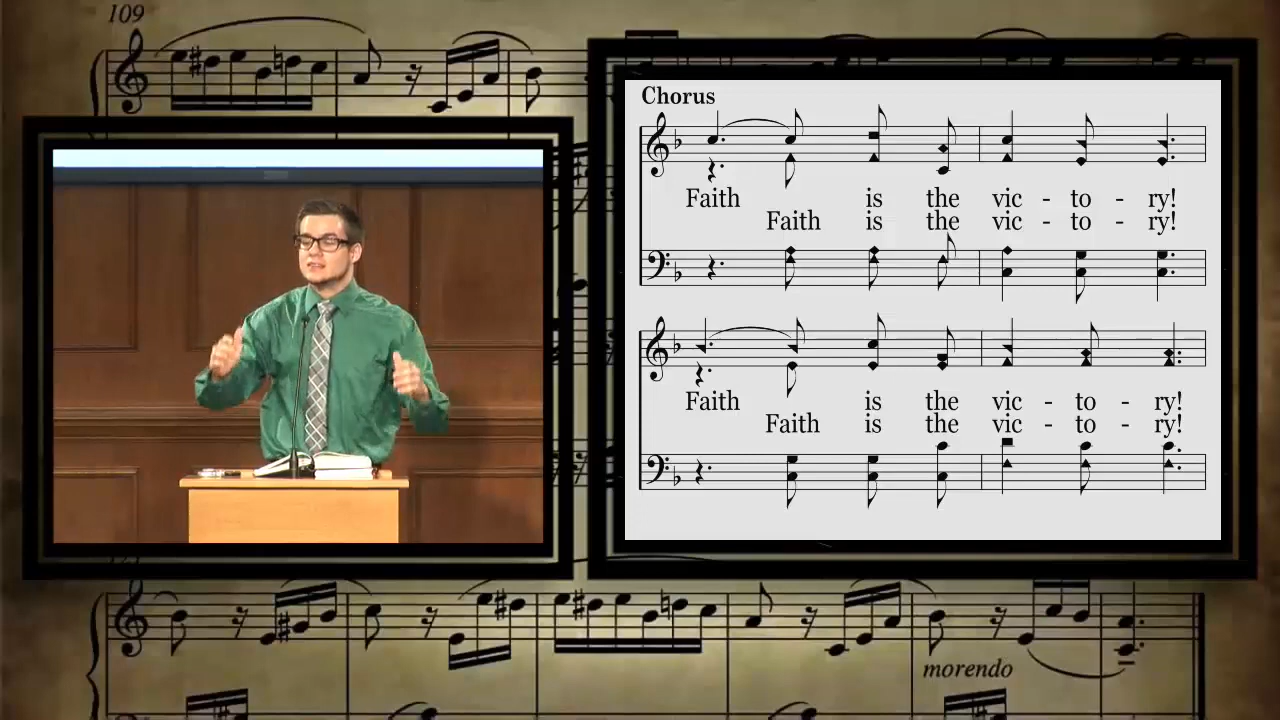 109
Chorus
Faith is the vic - to - ry!
Faith is the vic - to - ry!
Faith is the vic - to - ry!
Faith is the vic - to - ry!
morendo